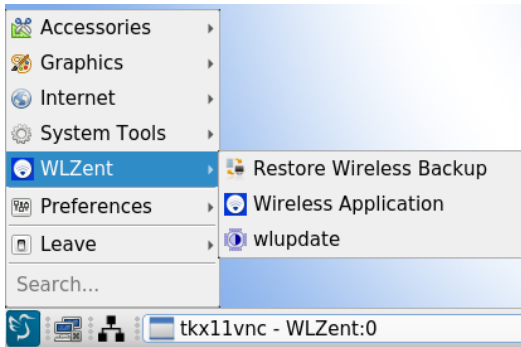 Accessories
Graphics
Internet
System Tools
WLZent
Restore Wireless Backup
Preferences
Wireless Application
Leave
wlupdate
Search...
tkx11vnc - WLZent:0